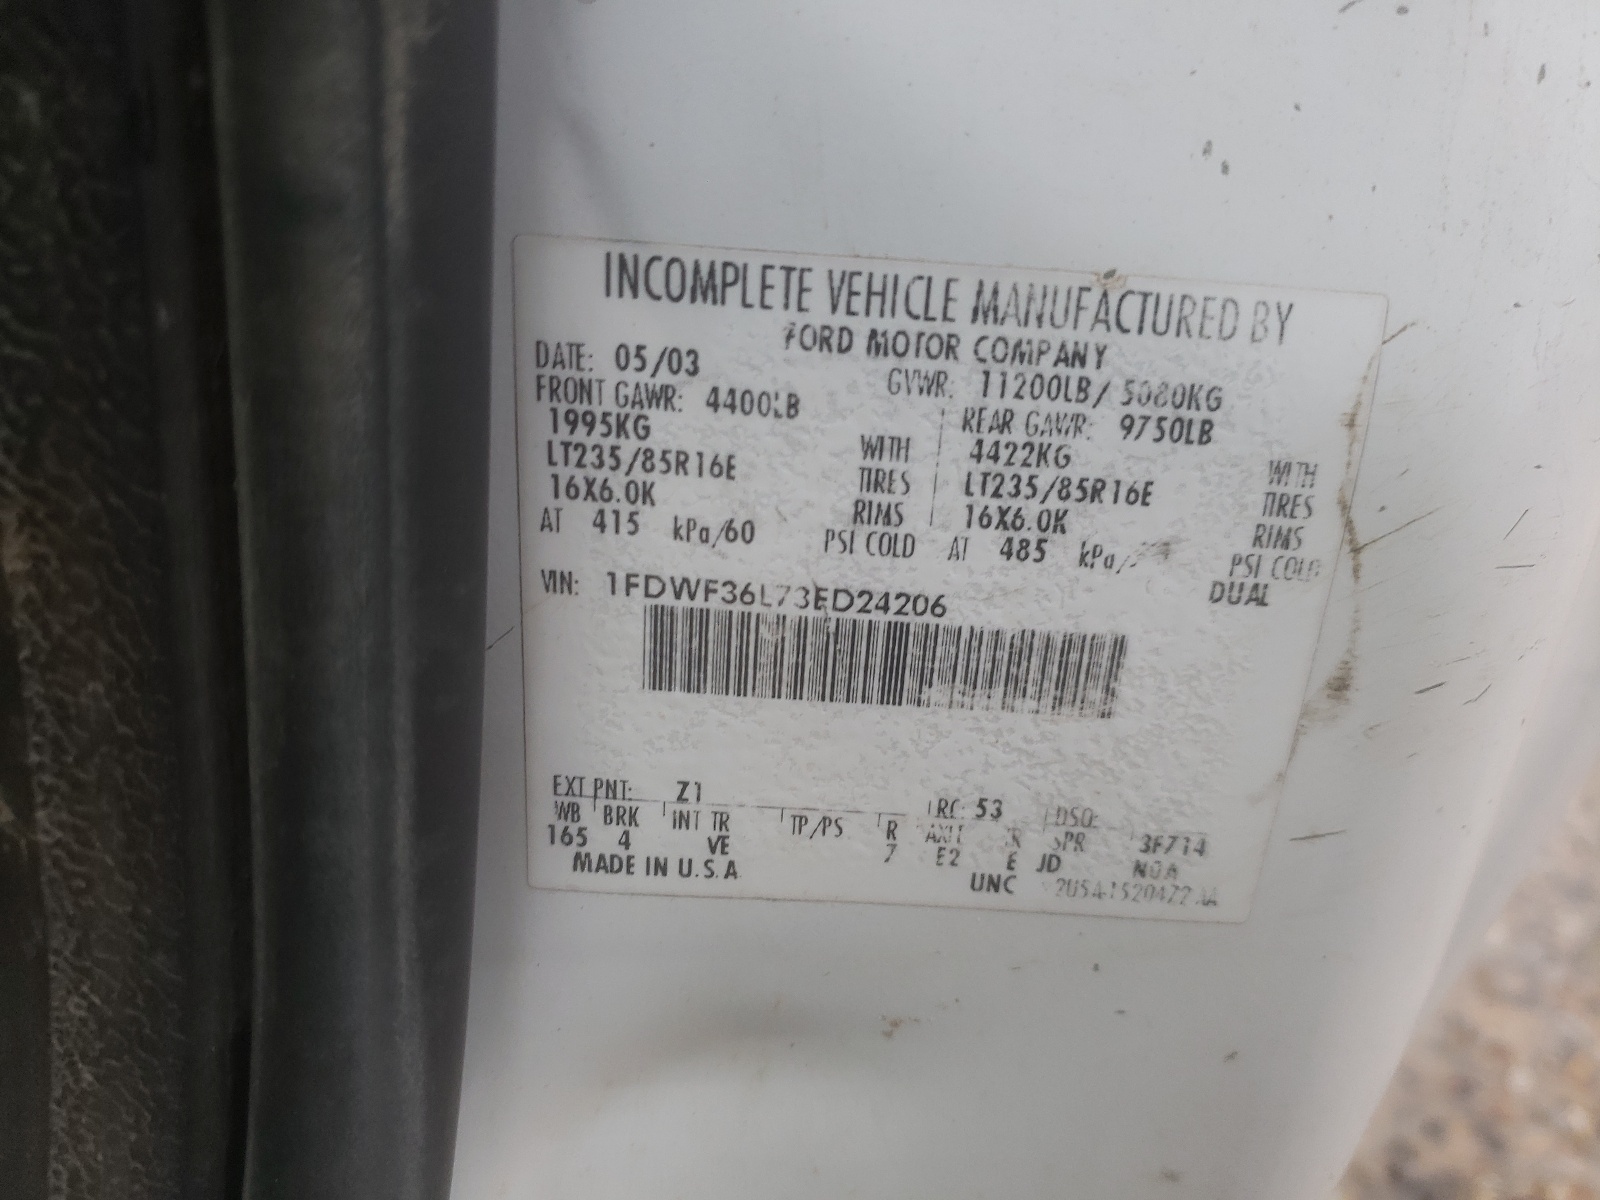 INCOMPLETE VEHICLE MANUFACTURED BY
FORD MOTOR COMPANY
DATE: 05/03 GVWR: 11200LB/ 5080KG
FRONT GAWR: 4400LB REAR GAWR: 9750LB
1995KG WITH 4422KG WITH
LT235/85R16E TIRES LT235/85R16E TIRES
16X6.0K RIMS 16X6.0K RIMS
AT 415 kPa/60 PSI COLD AT 485 kPa/ PSI COLD
VIN: 1FDWF36L73ED24206 DUAL
EXT PNT: Z1 RC: 53 DSO:
WB BRK INT TR TP/PS R AXLE SPR 3F714
165 4 VE 7 E2 E JD N0A
MADE IN U.S.A UNC